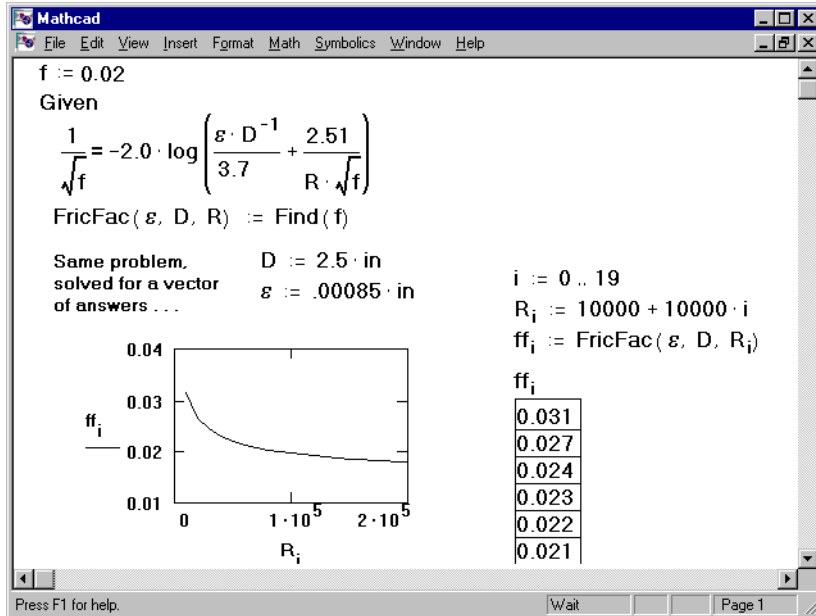 Mathcad
File Edit View Insert Format Math Symbolics Window Help
f := 0.02
Given
1/√f = -2.0 · log(ε · D^-1/3.7 + 2.51/(R · √f))
FricFac(ε, D, R) := Find(f)
Same problem,
solved for a vector
of answers . . .
D := 2.5 · in
ε := .00085 · in
i := 0 .. 19
R_i := 10000 + 10000 · i
ff_i := FricFac(ε, D, R_i)
0.04
0.03
ff_i
0.02
0.01
0
1·10^5
2·10^5
R_i
ff_i
0.031
0.027
0.024
0.023
0.022
0.021
Press F1 for help.
Wait
Page 1